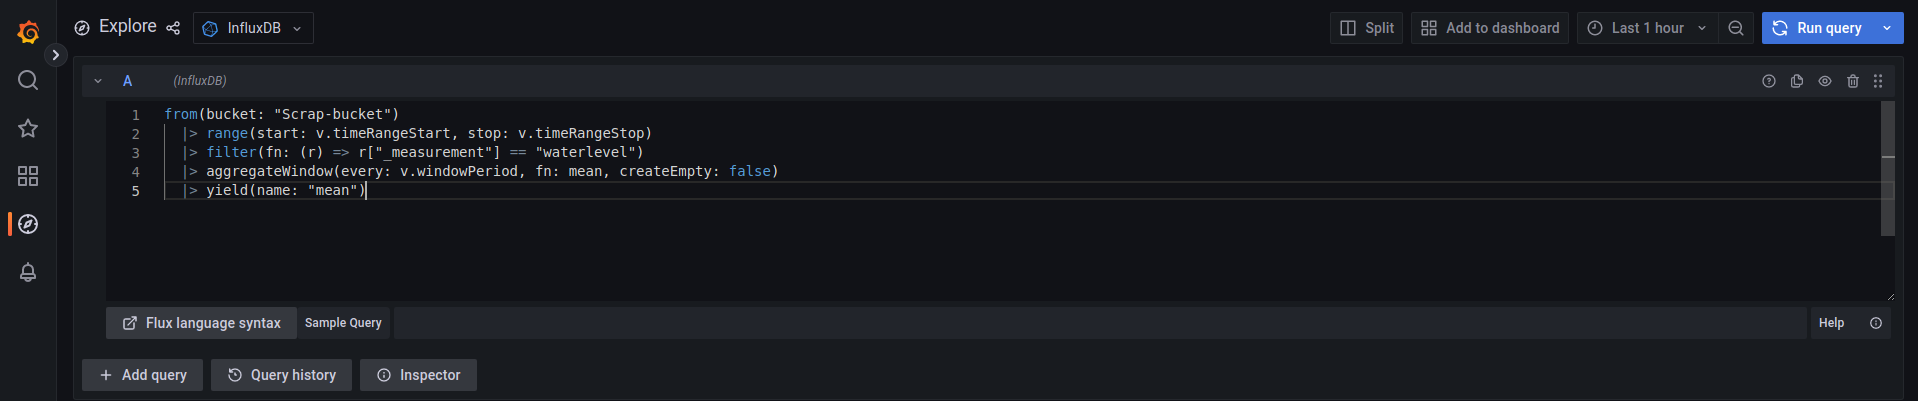 Explore InfluxDB Split Add to dashboard Last 1 hour Run query
A (InfluxDB)
1 from(bucket: "Scrap-bucket")
2 |> range(start: v.timeRangeStart, stop: v.timeRangeStop)
3 |> filter(fn: (r) => r["_measurement"] == "waterlevel")
4 |> aggregateWindow(every: v.windowPeriod, fn: mean, createEmpty: false)
5 |> yield(name: "mean")
Flux language syntax Sample Query Help
Add query Query history Inspector